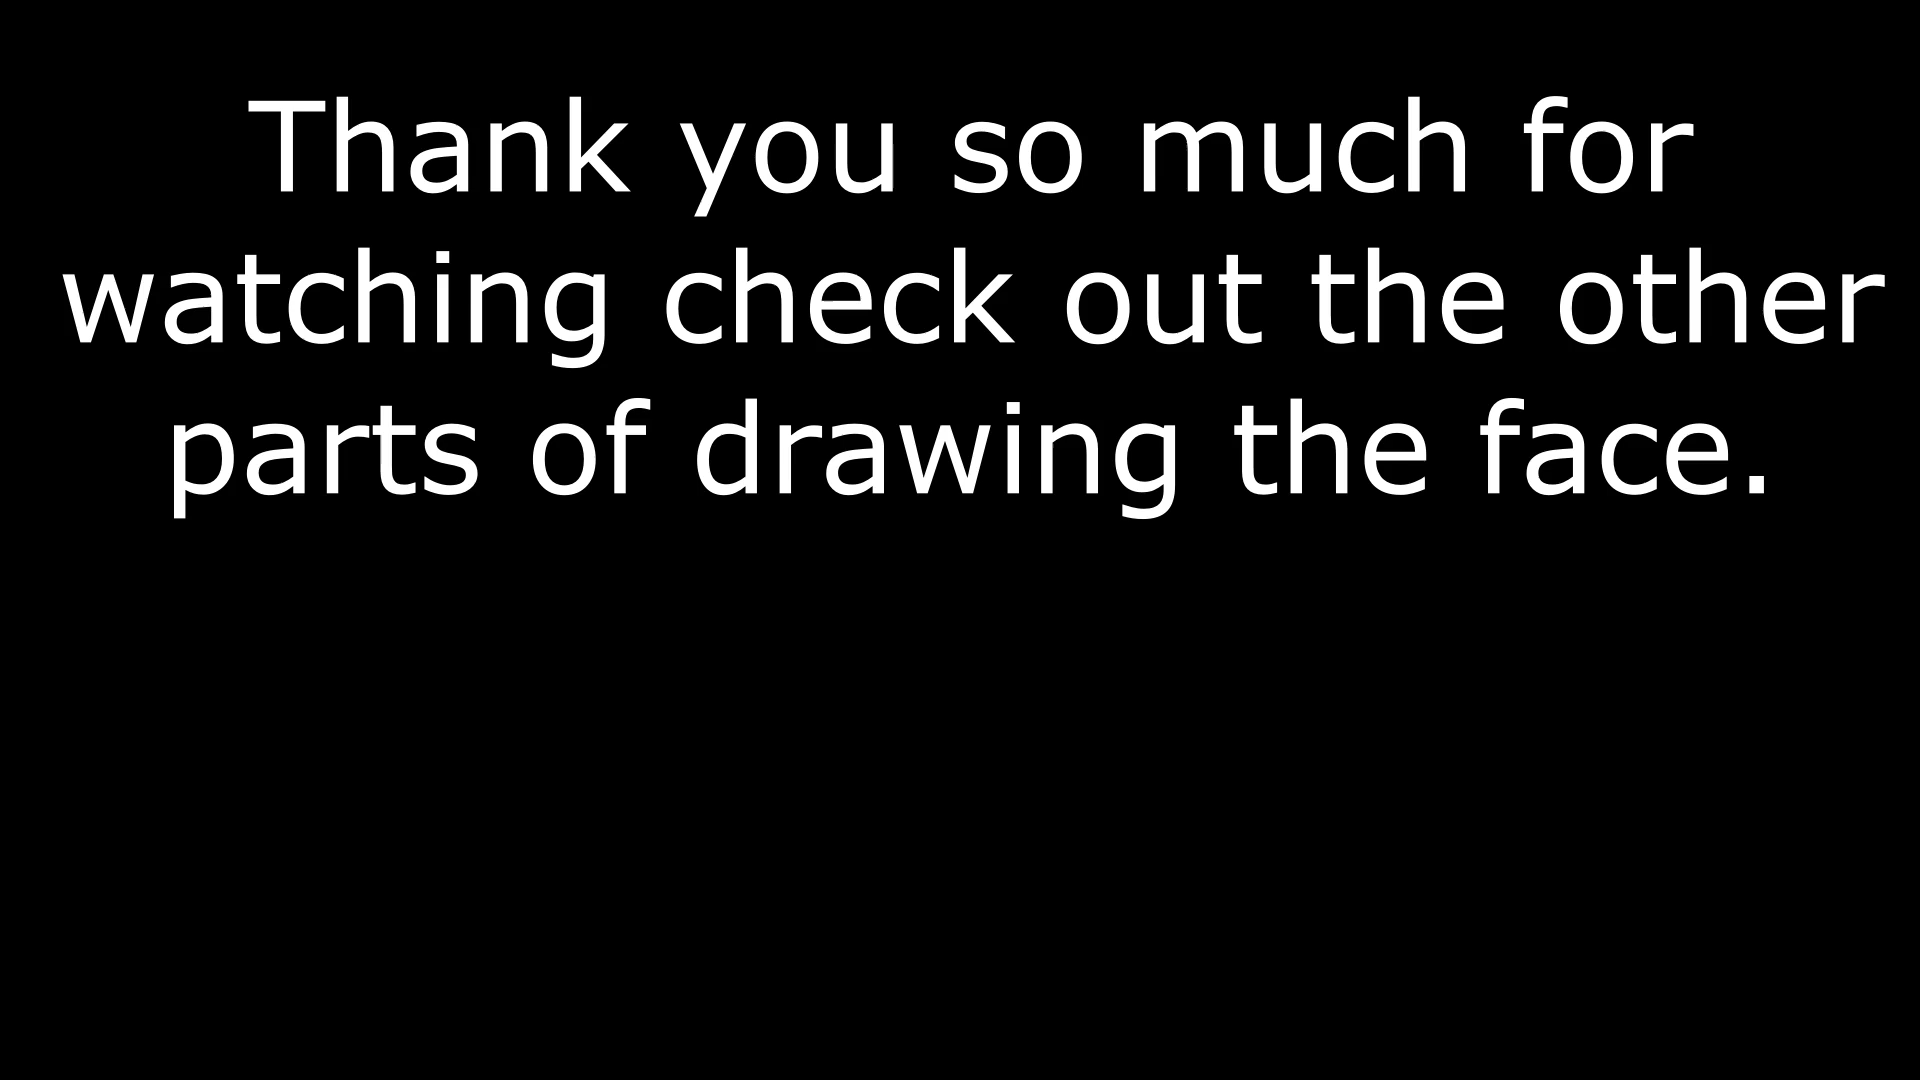 Thank you so much for
watching check out the other
parts of drawing the face.